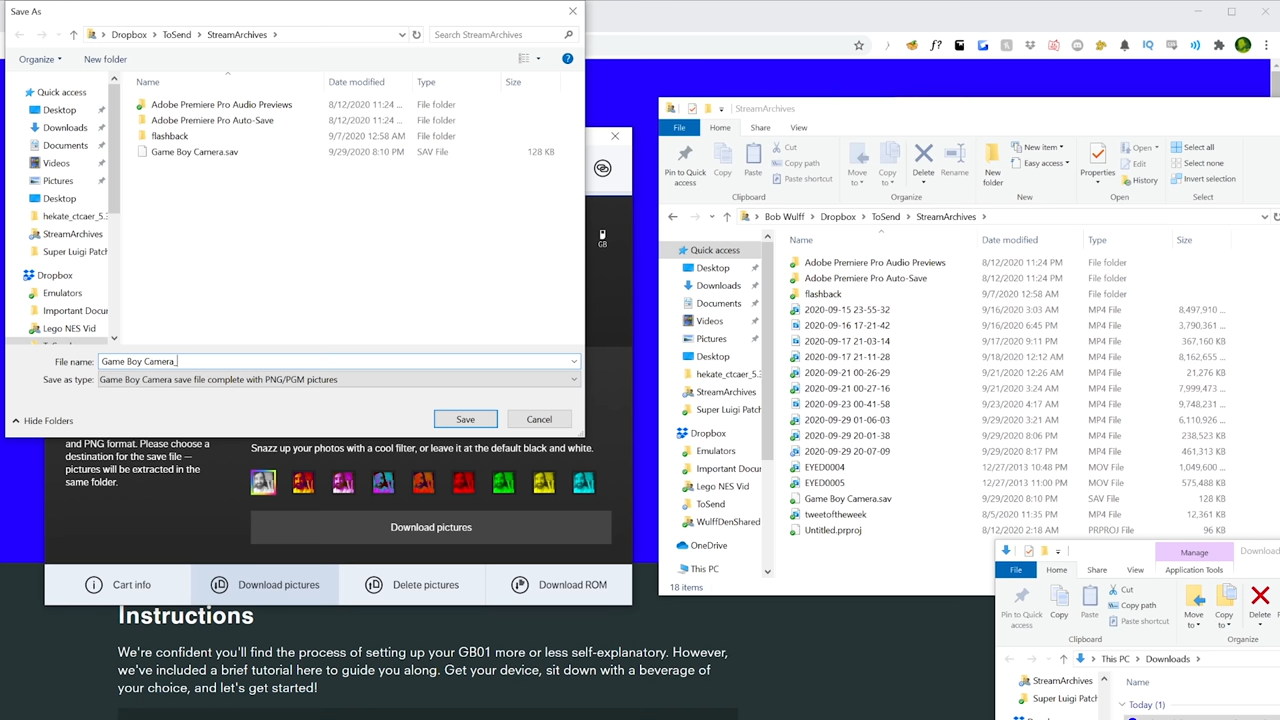 Save As
Dropbox > ToSend > StreamArchives >
Search StreamArchives
Organize
New folder
Name
Date modified
Type
Size
Quick access
Desktop
Downloads
Documents
Videos
Pictures
Desktop
hekate_ctcaer_5.3
StreamArchives
Super Luigi Patch
Dropbox
Emulators
Important Docum
Lego NES Vid
Adobe Premiere Pro Audio Previews 8/12/2020 11:24 ... File folder
Adobe Premiere Pro Auto-Save 8/12/2020 11:24 ... File folder
flashback 9/7/2020 12:58 AM File folder
Game Boy Camera.sav 9/29/2020 8:10 PM SAV File 128 KB
File name: Game Boy Camera_
Save as type: Game Boy Camera save file complete with PNG/PGM pictures
Hide Folders
Save
Cancel
GB
and PNG format. Please choose a
destination for the save file —
pictures will be extracted in the
same folder.
Snazz up your photos with a cool filter, or leave it at the default black and white.
Download pictures
Cart info
Download pictures
Delete pictures
Download ROM
Instructions
We're confident you'll find the process of setting up your GB01 more or less self-explanatory. However,
we've included a brief tutorial here to guide you along. Get your device, sit down with a beverage of
your choice, and let's get started!
StreamArchives
File
Home
Share
View
Pin to Quick
access
Copy
Paste
Cut
Copy path
Paste shortcut
Clipboard
Move
to
Copy
to
Delete
Rename
Organize
New
folder
New item
Easy access
New
Properties
Open
Edit
History
Open
Select all
Select none
Invert selection
Select
Bob Wulff > Dropbox > ToSend > StreamArchives >
Name
Date modified
Type
Size
Quick access
Desktop
Downloads
Documents
Videos
Pictures
Desktop
hekate_ctcaer_5.3
StreamArchives
Super Luigi Patch
Dropbox
Emulators
Important Docum
Lego NES Vid
ToSend
WulffDenShared
OneDrive
This PC
Adobe Premiere Pro Audio Previews 8/12/2020 11:24 PM File folder
Adobe Premiere Pro Auto-Save 8/12/2020 11:24 PM File folder
flashback 9/7/2020 12:58 AM File folder
2020-09-15 23-55-32 9/16/2020 3:03 AM MP4 File 8,497,910 ...
2020-09-16 17-21-42 9/16/2020 6:45 PM MP4 File 3,790,361 ...
2020-09-17 21-03-14 9/17/2020 9:11 PM MP4 File 367,160 KB
2020-09-17 21-11-28 9/18/2020 12:12 AM MP4 File 8,162,655 ...
2020-09-21 00-26-29 9/21/2020 12:26 AM MP4 File 21,276 KB
2020-09-21 00-27-16 9/21/2020 3:24 AM MP4 File 7,999,473 ...
2020-09-23 00-41-58 9/23/2020 4:17 AM MP4 File 9,748,231 ...
2020-09-29 01-06-03 9/29/2020 3:21 AM MP4 File 6,110,926 ...
2020-09-29 20-01-38 9/29/2020 8:06 PM MP4 File 238,523 KB
2020-09-29 20-07-09 9/29/2020 8:17 PM MP4 File 461,313 KB
EYED0004 12/27/2013 10:48 PM MOV File 1,049,600 ...
EYED0005 12/27/2013 11:00 PM MOV File 575,488 KB
Game Boy Camera.sav 9/29/2020 8:10 PM SAV File 128 KB
tweetoftheweek 8/5/2020 11:35 PM MP4 File 12,361 KB
Untitled.prproj 8/12/2020 2:18 AM PRPROJ File 96 KB
18 items
Manage
Download
File
Home
Share
View
Application Tools
Pin to Quick
access
Copy
Paste
Cut
Copy path
Paste shortcut
Clipboard
Move
to
Copy
to
Delete
Organize
This PC > Downloads >
StreamArchives
Super Luigi Patch
Name
Today (1)